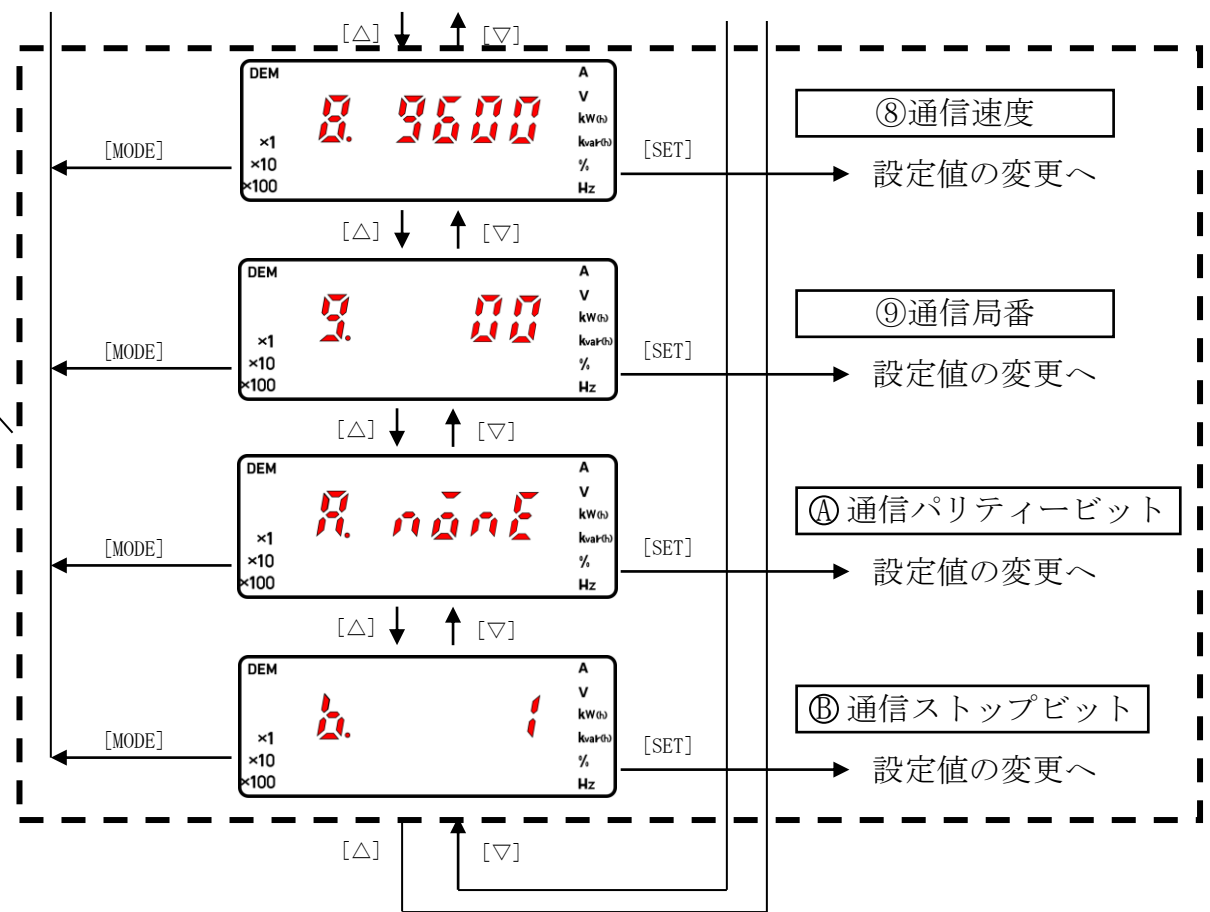 [△] [▽]
DEM A
V
8. 9600 kW(h)
×1 kvar(h)
×10 %
×100 Hz
[MODE] [SET]
⑧通信速度
設定値の変更へ
[△] [▽]
DEM A
V
9. 00 kW(h)
×1 kvar(h)
×10 %
×100 Hz
[MODE] [SET]
⑨通信局番
設定値の変更へ
[△] [▽]
DEM A
V
A. nonE kW(h)
×1 kvar(h)
×10 %
×100 Hz
[MODE] [SET]
Ⓐ通信パリティービット
設定値の変更へ
[△] [▽]
DEM A
V
b. 1 kW(h)
×1 kvar(h)
×10 %
×100 Hz
[MODE] [SET]
Ⓑ通信ストップビット
設定値の変更へ
[△] [▽]